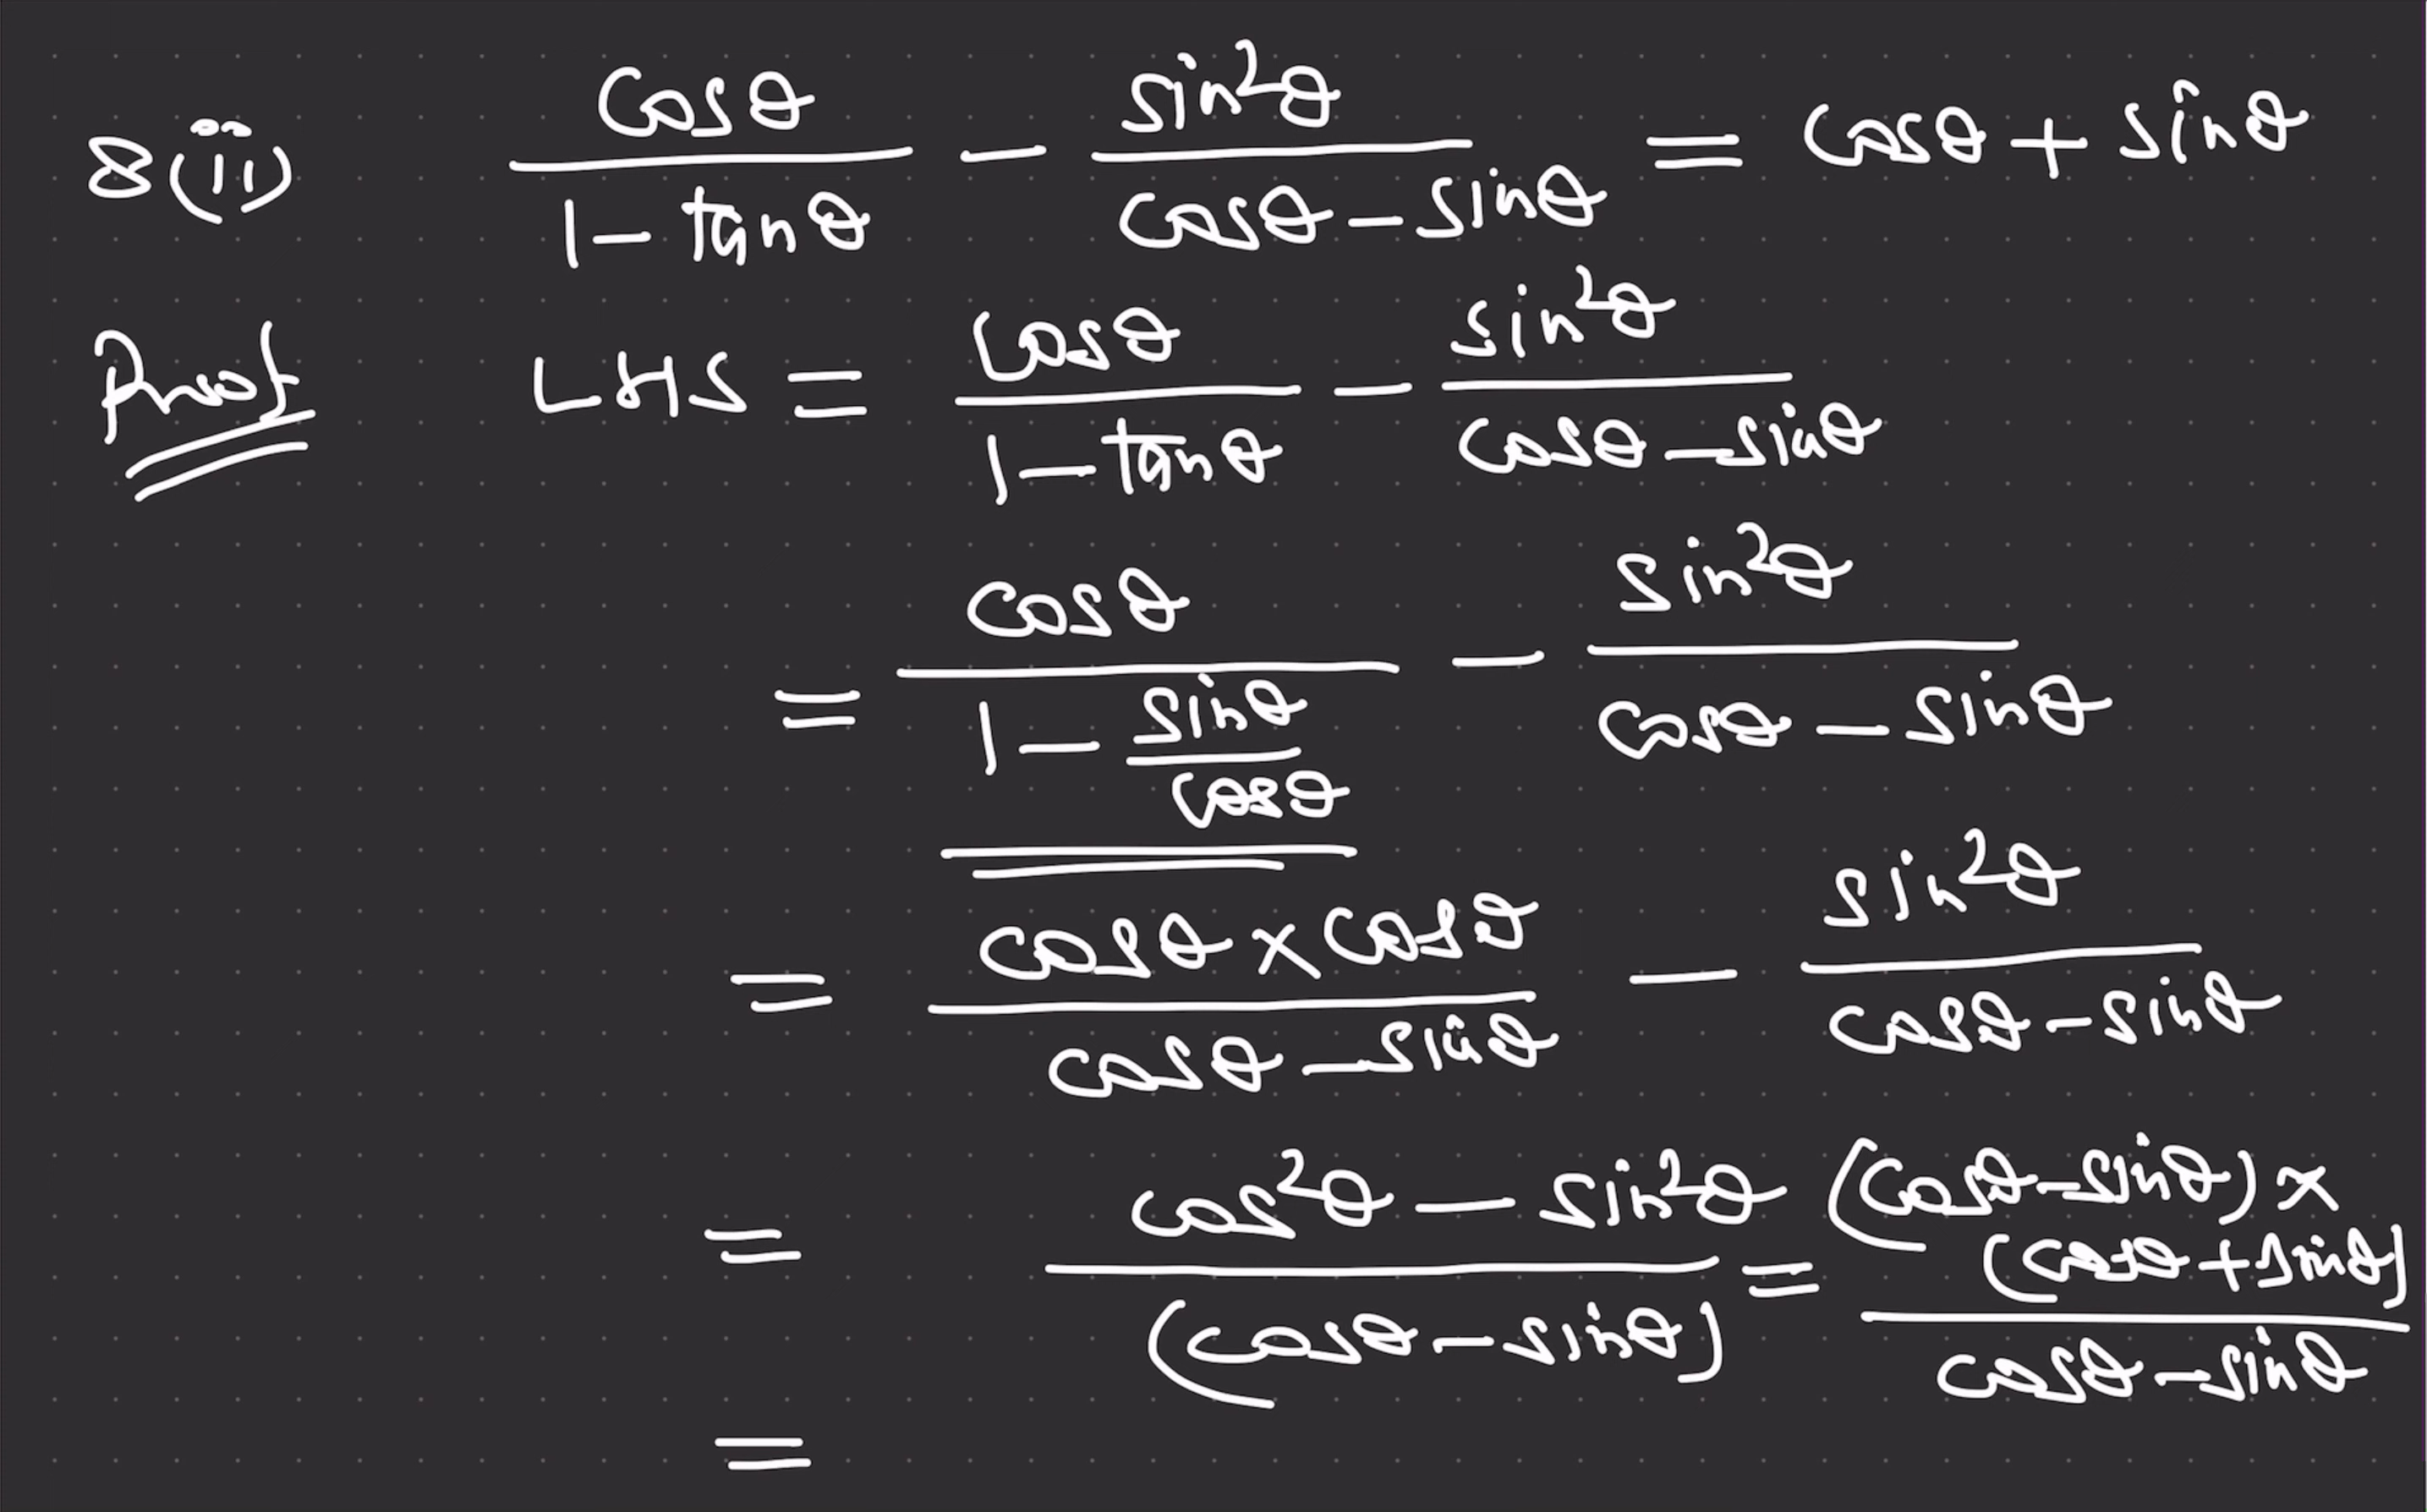 8(ii) cosθ / (1 - tanθ) - sin²θ / (cosθ - sinθ) = cosθ + sinθ
Proof LHS = cosθ / (1 - tanθ) - sin²θ / (cosθ - sinθ)
= cosθ / (1 - sinθ/cosθ) - sin²θ / (cosθ - sinθ)
= cosθ × cosθ / (cosθ - sinθ) - sin²θ / (cosθ - sinθ)
= cos²θ - sin²θ / (cosθ - sinθ) = (cosθ - sinθ) × (cosθ + sinθ) / cosθ - sinθ
=